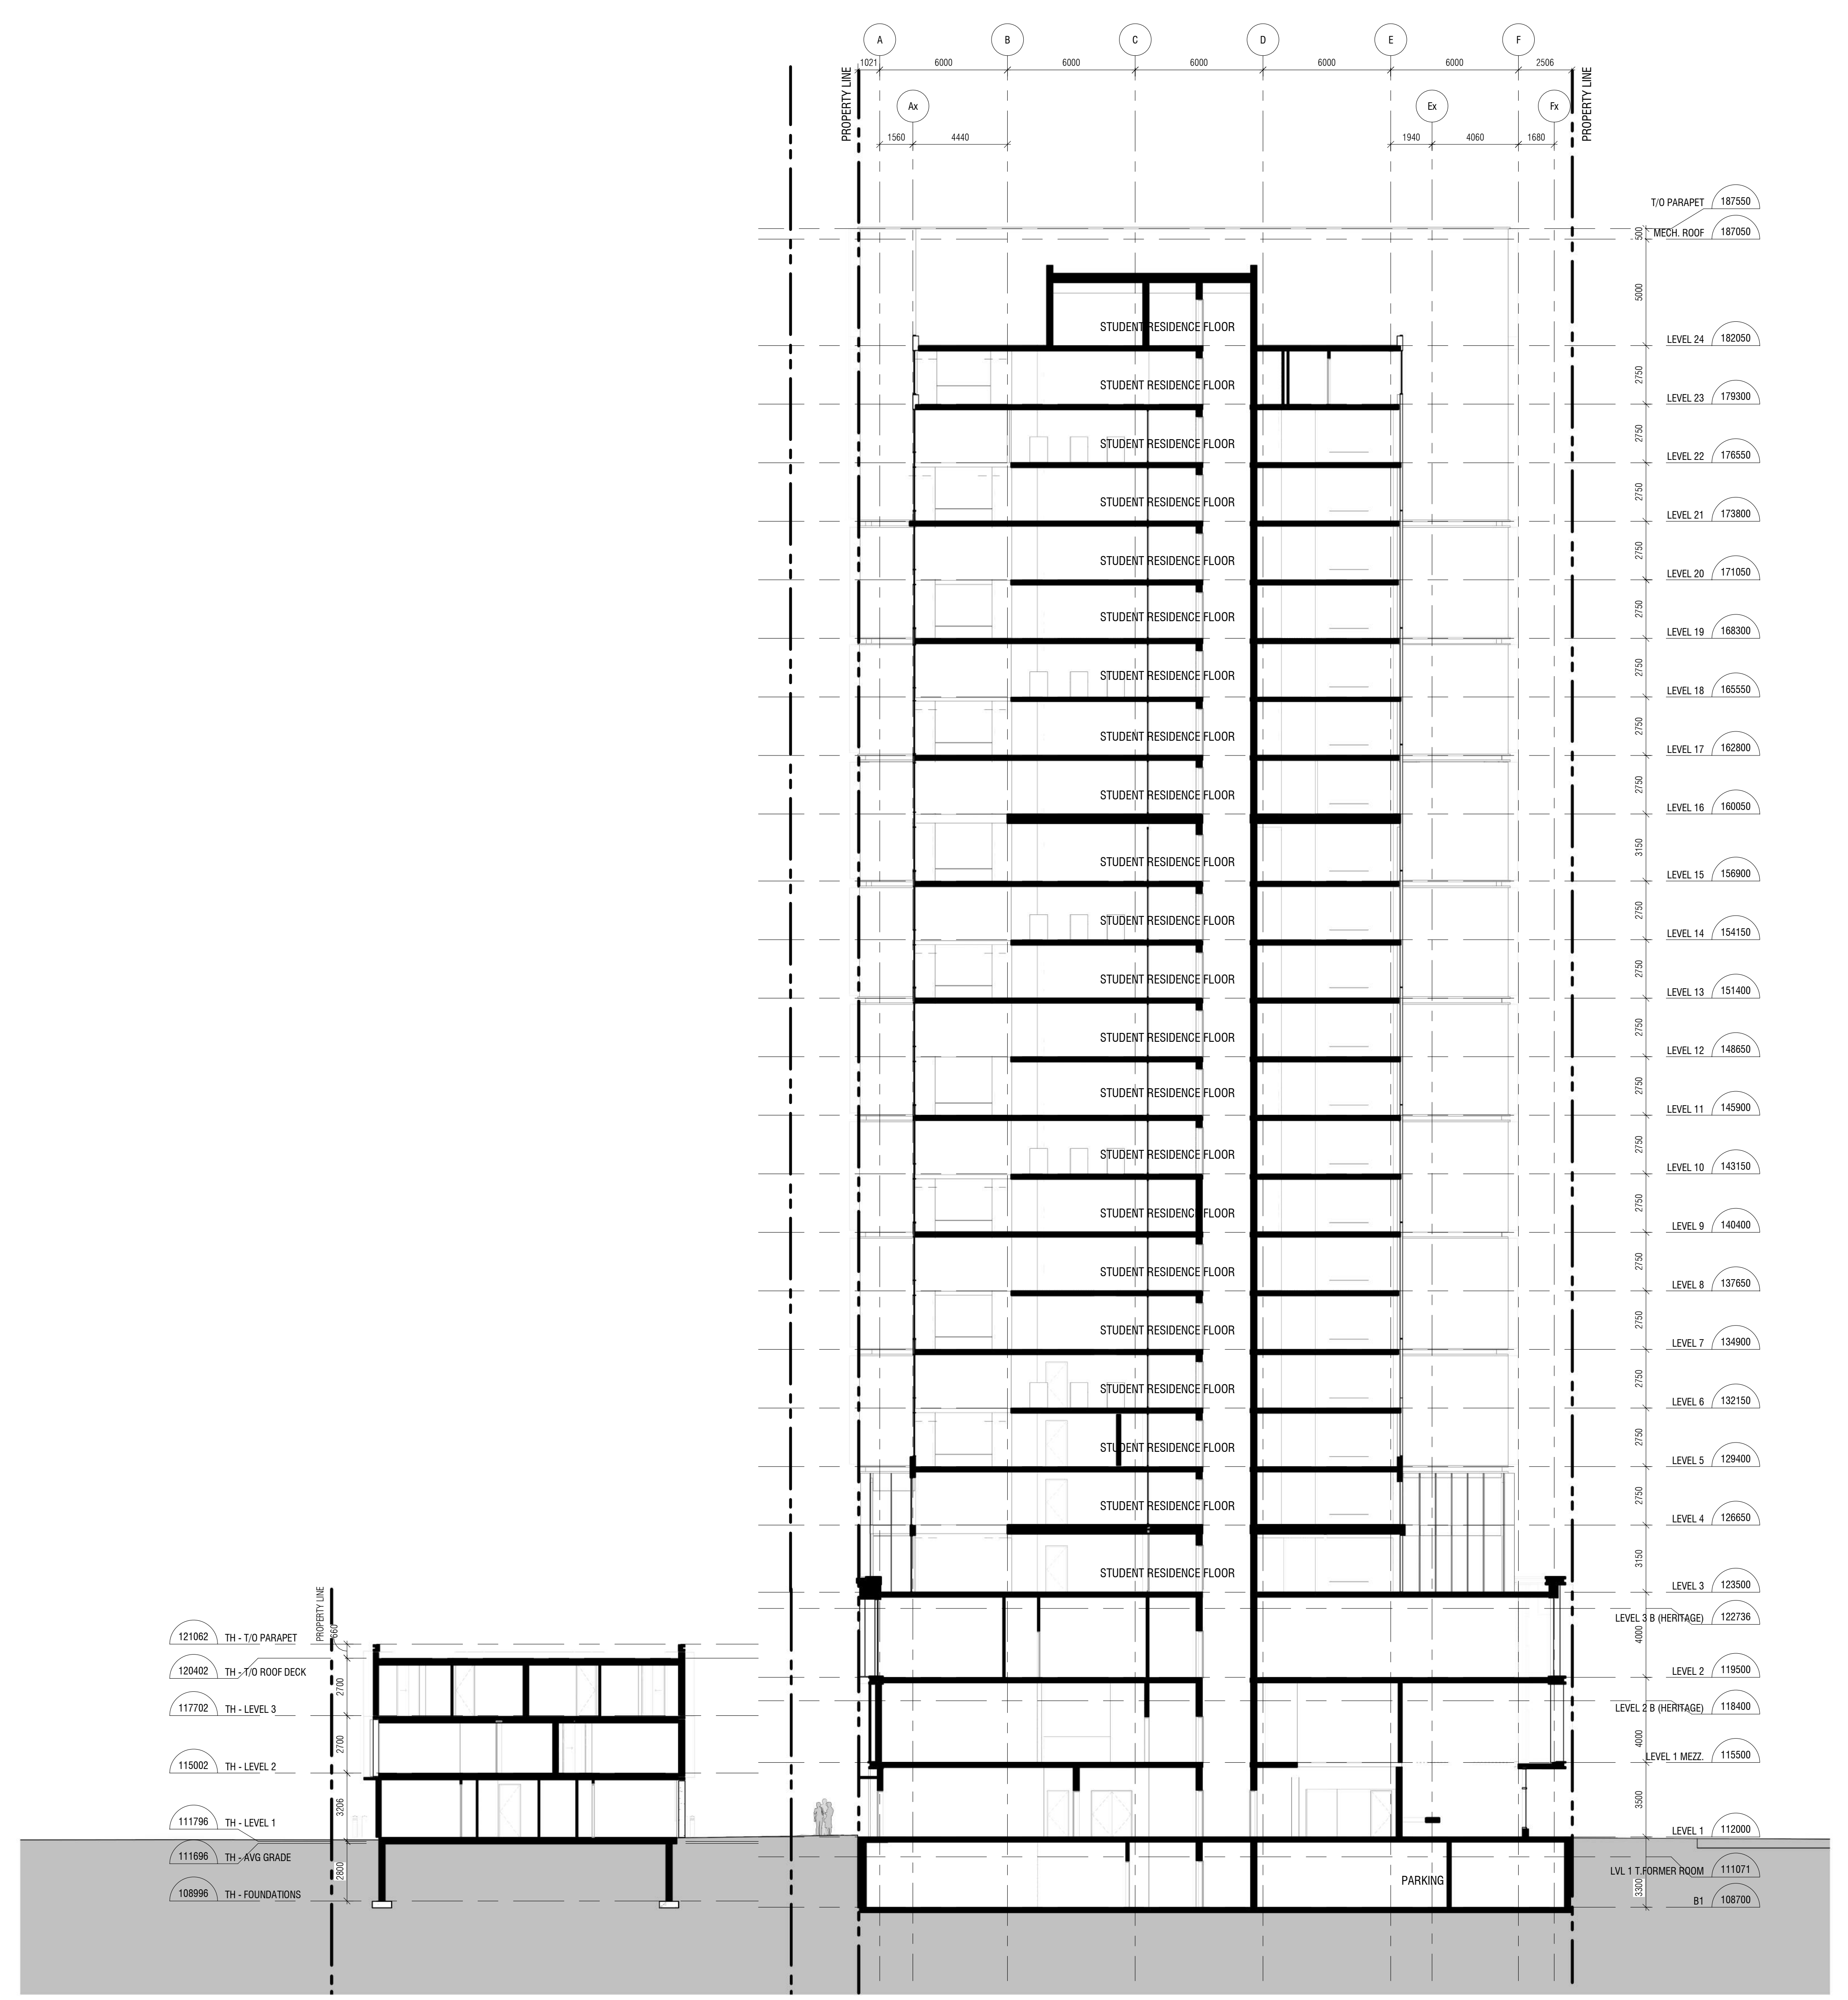 A B C D E F
1021 6000 6000 6000 6000 6000 2506
PROPERTY LINE
PROPERTY LINE
Ax Ex Fx
1560 4440 1940 4060 1680
T/O PARAPET 187550
500
MECH. ROOF 187050
5000
STUDENT RESIDENCE FLOOR
LEVEL 24 182050
2750
STUDENT RESIDENCE FLOOR
LEVEL 23 179300
2750
STUDENT RESIDENCE FLOOR
LEVEL 22 176550
2750
STUDENT RESIDENCE FLOOR
LEVEL 21 173800
2750
STUDENT RESIDENCE FLOOR
LEVEL 20 171050
2750
STUDENT RESIDENCE FLOOR
LEVEL 19 168300
2750
STUDENT RESIDENCE FLOOR
LEVEL 18 165550
2750
STUDENT RESIDENCE FLOOR
LEVEL 17 162800
2750
STUDENT RESIDENCE FLOOR
LEVEL 16 160050
3150
STUDENT RESIDENCE FLOOR
LEVEL 15 156900
2750
STUDENT RESIDENCE FLOOR
LEVEL 14 154150
2750
STUDENT RESIDENCE FLOOR
LEVEL 13 151400
2750
STUDENT RESIDENCE FLOOR
LEVEL 12 148650
2750
STUDENT RESIDENCE FLOOR
LEVEL 11 145900
2750
STUDENT RESIDENCE FLOOR
LEVEL 10 143150
2750
STUDENT RESIDENCE FLOOR
LEVEL 9 140400
2750
STUDENT RESIDENCE FLOOR
LEVEL 8 137650
2750
STUDENT RESIDENCE FLOOR
LEVEL 7 134900
2750
STUDENT RESIDENCE FLOOR
LEVEL 6 132150
2750
STUDENT RESIDENCE FLOOR
LEVEL 5 129400
2750
STUDENT RESIDENCE FLOOR
LEVEL 4 126650
3150
STUDENT RESIDENCE FLOOR
LEVEL 3 123500
LEVEL 3 B (HERITAGE) 122736
4000
LEVEL 2 119500
LEVEL 2 B (HERITAGE) 118400
4000
LEVEL 1 MEZZ. 115500
3500
LEVEL 1 112000
LVL 1 T.FORMER ROOM 111071
PARKING
3300
B1 108700
PROPERTY LINE
660
121062 TH - T/O PARAPET
120402 TH - T/O ROOF DECK
2700
117702 TH - LEVEL 3
2700
115002 TH - LEVEL 2
3206
111796 TH - LEVEL 1
111696 TH - AVG GRADE
2800
108996 TH - FOUNDATIONS